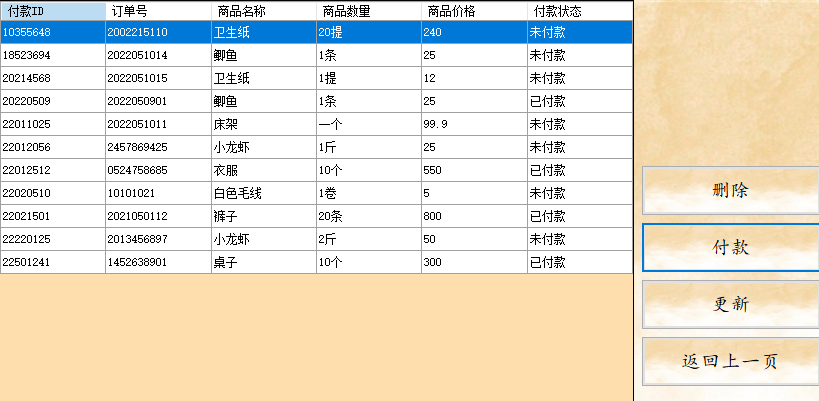 付款ID 订单号 商品名称 商品数量 商品价格 付款状态
10355648 2002215110 卫生纸 20提 240 未付款
18523694 2022051014 鲫鱼 1条 25 未付款
20214568 2022051015 卫生纸 1提 12 未付款
20220509 2022050901 鲫鱼 1条 25 已付款
22011025 2022051011 床架 一个 99.9 未付款
22012056 2457869425 小龙虾 1斤 25 未付款
22012512 0524758685 衣服 10个 550 已付款
22020510 10101021 白色毛线 1卷 5 未付款
22021501 2021050112 裤子 20条 800 已付款
22220125 2013456897 小龙虾 2斤 50 未付款
22501241 1452638901 桌子 10个 300 已付款
删除
付款
更新
返回上一页